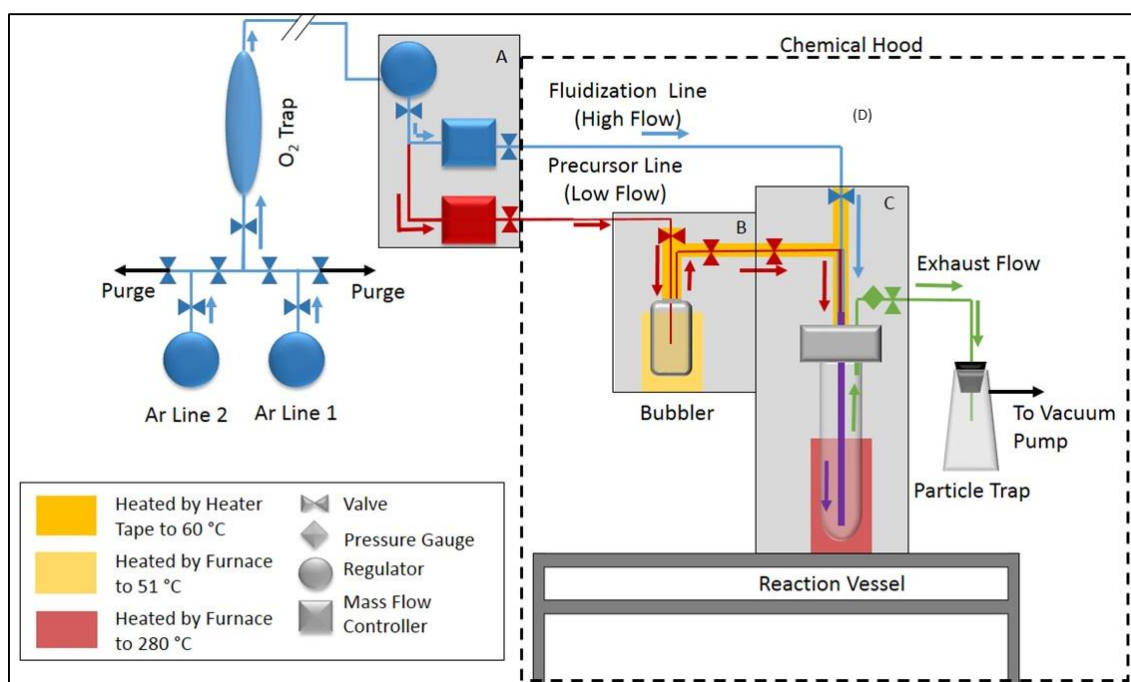 Chemical Hood
A
Fluidization Line
(High Flow)
(D)
O₂ Trap
Precursor Line
(Low Flow)
C
B
Exhaust Flow
Purge
Purge
Ar Line 2
Ar Line 1
Bubbler
To Vacuum
Pump
Particle Trap
Heated by Heater
Tape to 60 °C
Heated by Furnace
to 51 °C
Heated by Furnace
to 280 °C
Valve
Pressure Gauge
Regulator
Mass Flow
Controller
Reaction Vessel